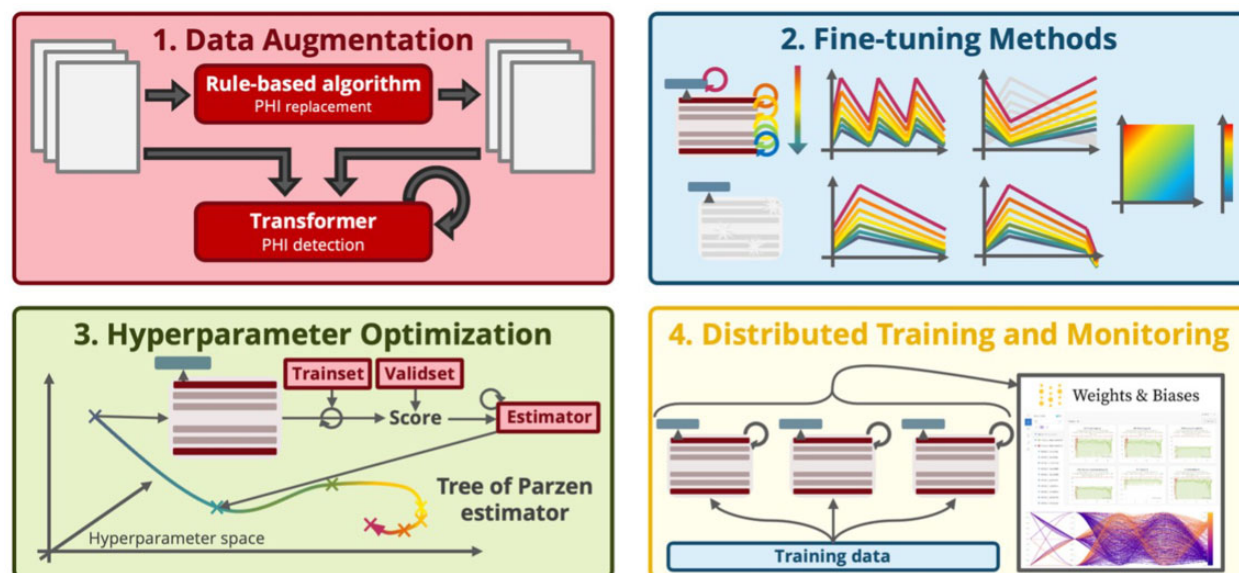 1. Data Augmentation
Rule-based algorithm
PHI replacement
Transformer
PHI detection
2. Fine-tuning Methods
3. Hyperparameter Optimization
Trainset
Validset
Score
Estimator
Tree of Parzen
estimator
Hyperparameter space
4. Distributed Training and Monitoring
Weights & Biases
Training data